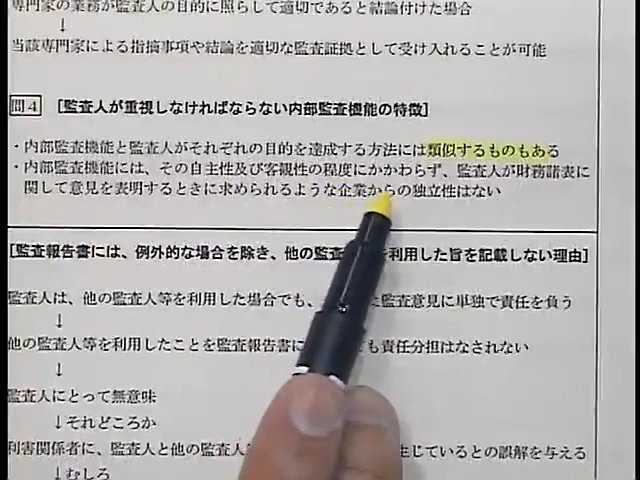 専門家の業務が監査人の目的に照らして適切であると結論付けた場合
↓
当該専門家による指摘事項や結論を適切な監査証拠として受け入れることが可能
問4 [監査人が重視しなければならない内部監査機能の特徴]
・内部監査機能と監査人がそれぞれの目的を達成する方法には類似するものもある
・内部監査機能には、その自主性及び客観性の程度にかかわらず、監査人が財務諸表に
関して意見を表明するときに求められるような企業からの独立性はない
[監査報告書には、例外的な場合を除き、他の監査 を利用した旨を記載しない理由]
監査人は、他の監査人等を利用した場合でも、 監査意見に単独で責任を負う
↓
他の監査人等を利用したことを監査報告書に も責任分担はなされない
↓
監査人にとって無意味
↓それどころか
利害関係者に、監査人と他の監査人 生じているとの誤解を与える
↓むしろ